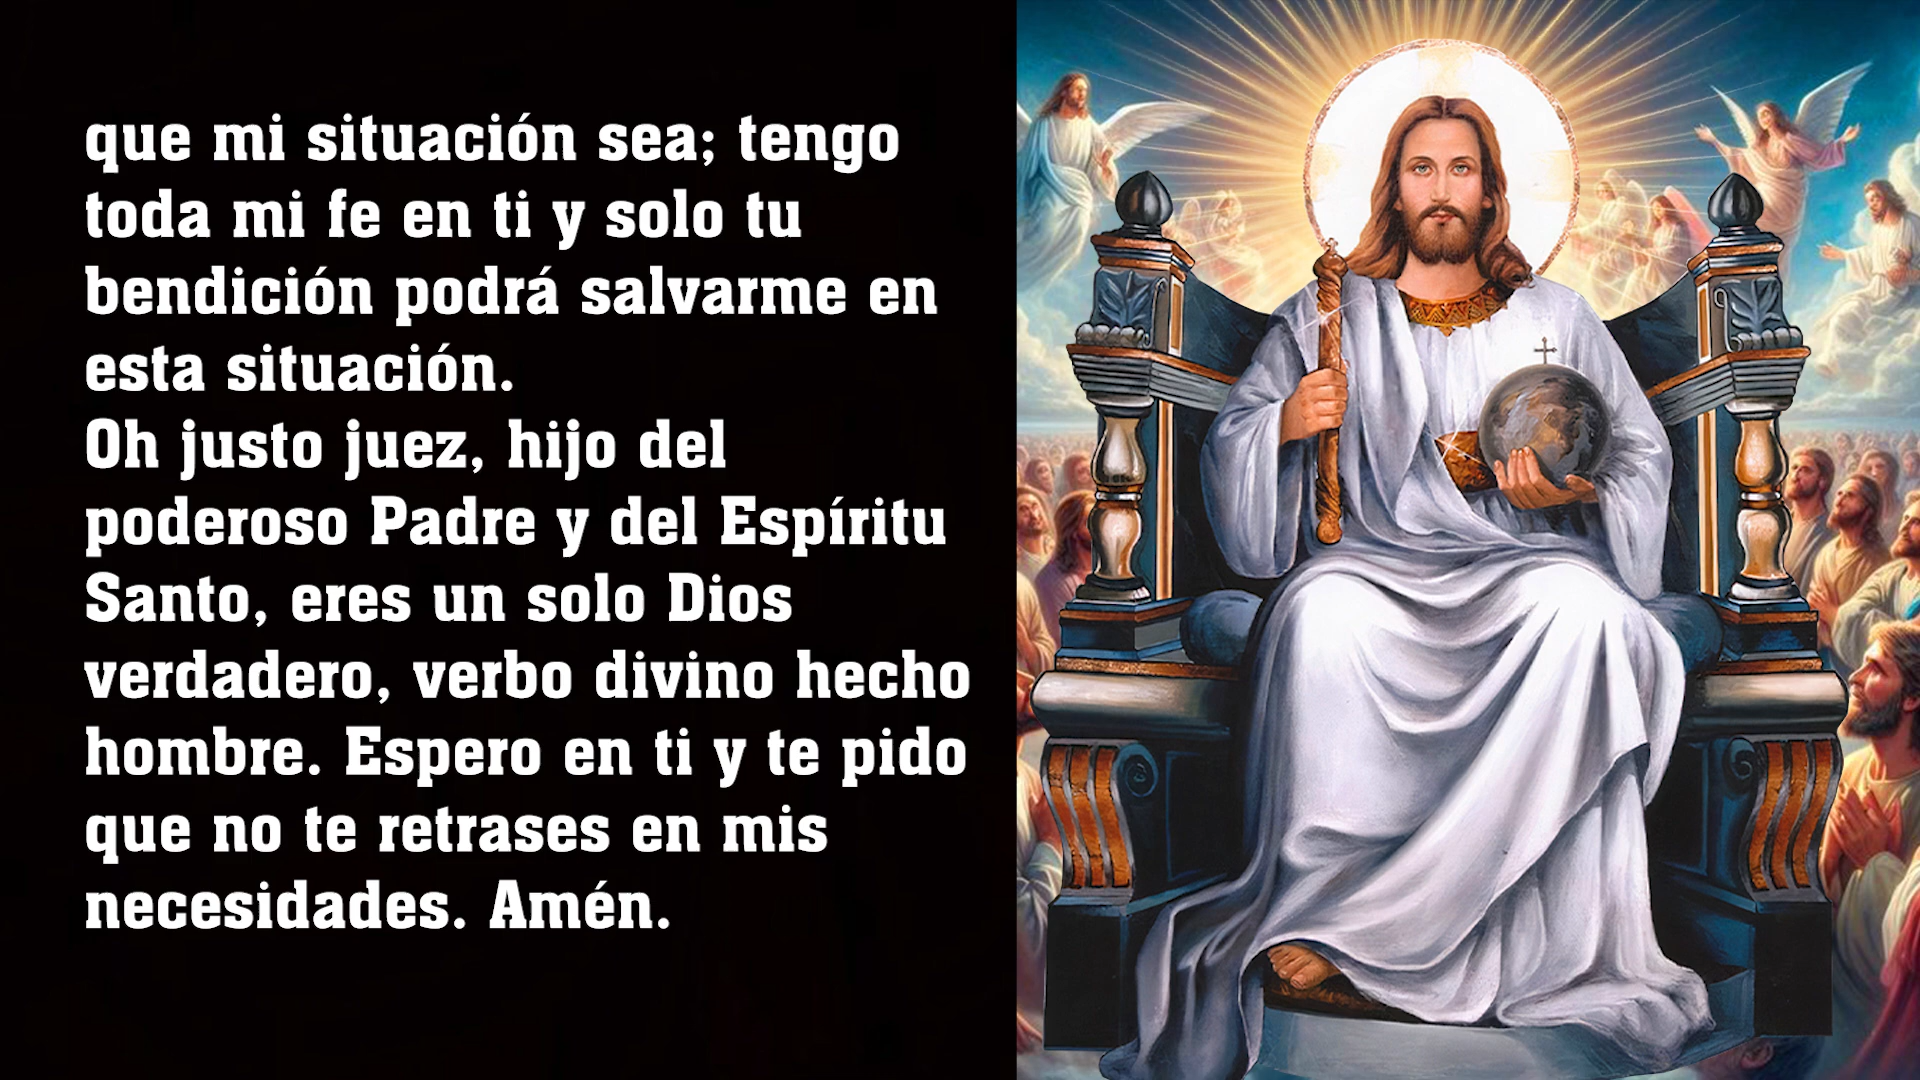 que mi situación sea; tengo
toda mi fe en ti y solo tu
bendición podrá salvarme en
esta situación.
Oh justo juez, hijo del
poderoso Padre y del Espíritu
Santo, eres un solo Dios
verdadero, verbo divino hecho
hombre. Espero en ti y te pido
que no te retrases en mis
necesidades. Amén.